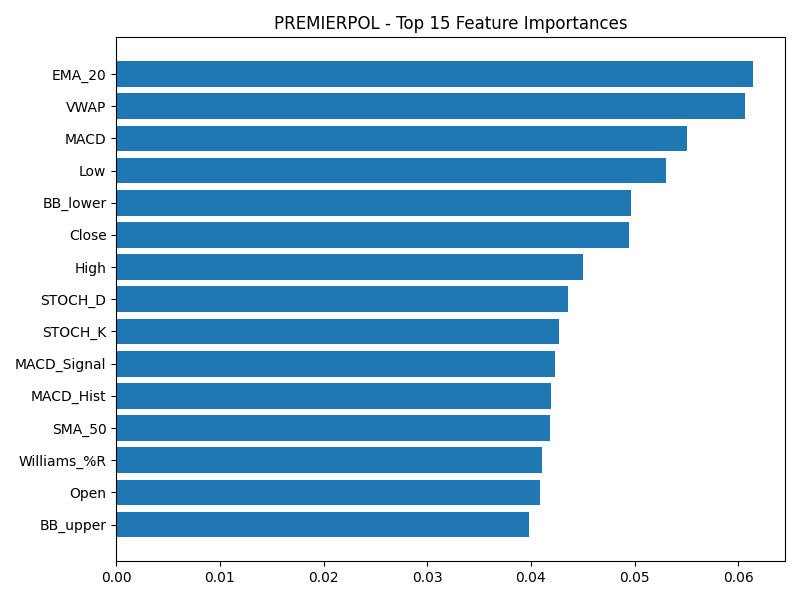 PREMIERPOL - Top 15 Feature Importances
EMA_20
VWAP
MACD
Low
BB_lower
Close
High
STOCH_D
STOCH_K
MACD_Signal
MACD_Hist
SMA_50
Williams_%R
Open
BB_upper
0.00 0.01 0.02 0.03 0.04 0.05 0.06